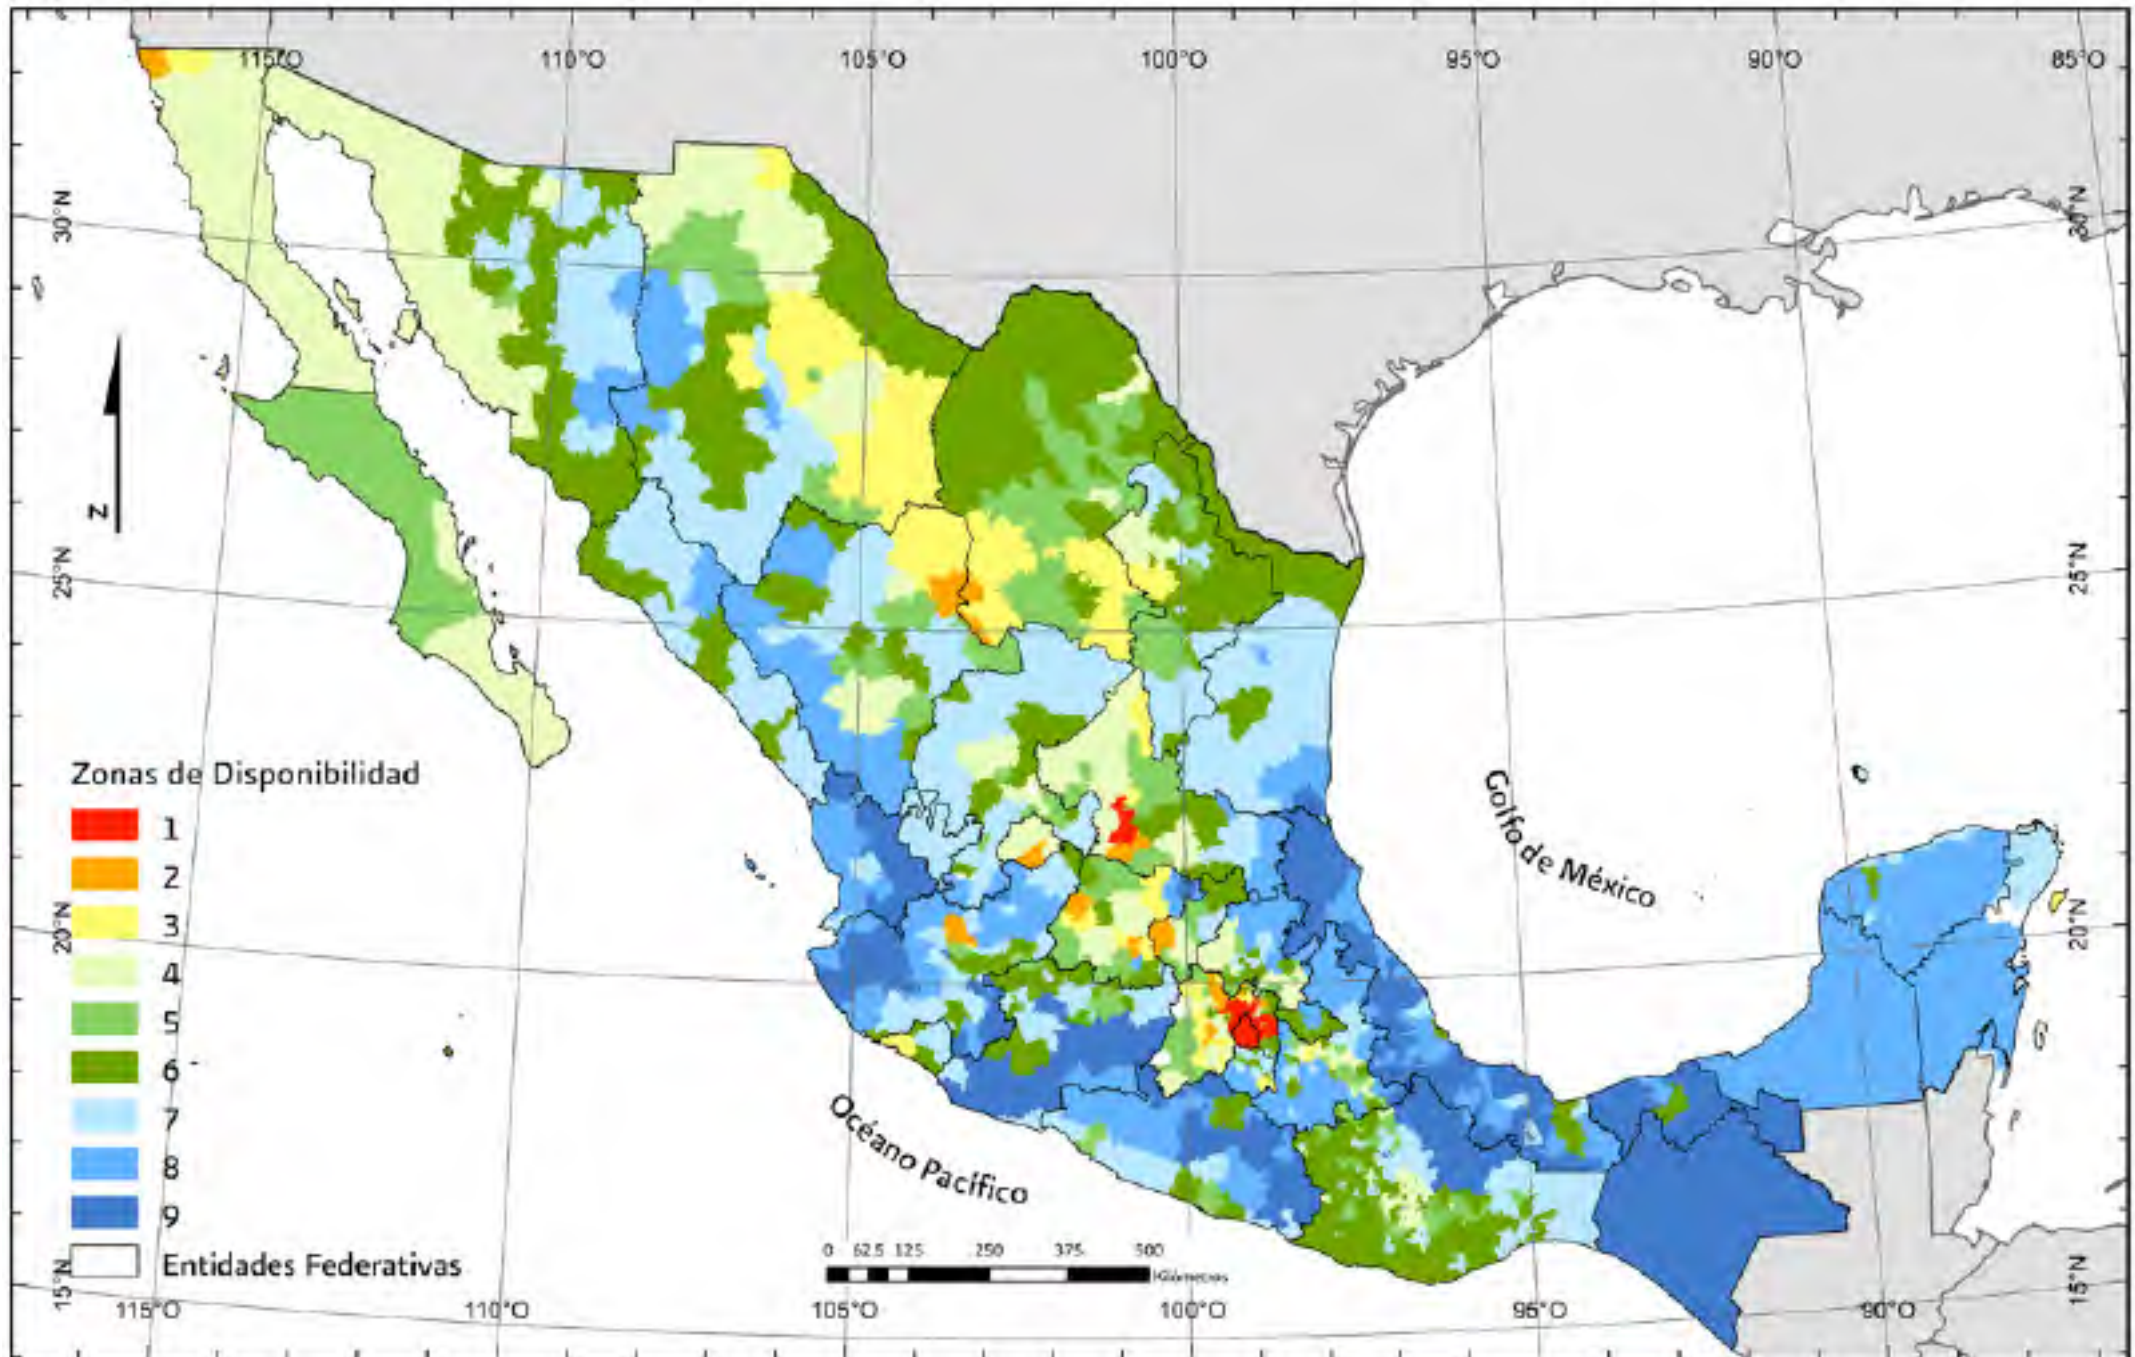 115°O 110°O 105°O 100°O 95°O 90°O 85°O
30°N
30°N
N
25°N
25°N
Zonas de Disponibilidad
1
2
3
4
5
6
7
8
9
Entidades Federativas
Golfo de México
20°N
20°N
Océano Pacífico
0 62.5 125 250 375 500
Kilómetros
15°N
15°N
115°O 110°O 105°O 100°O 95°O 90°O